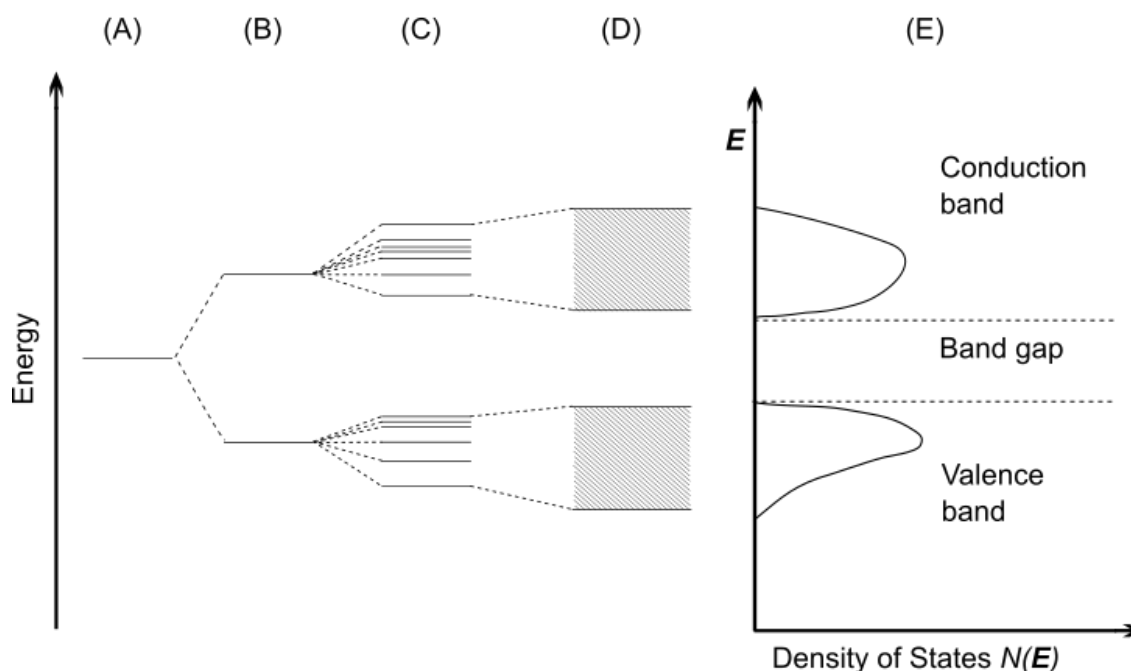 (A)
(B)
(C)
(D)
(E)
Energy
E
Conduction
band
Band gap
Valence
band
Density of States N(E)